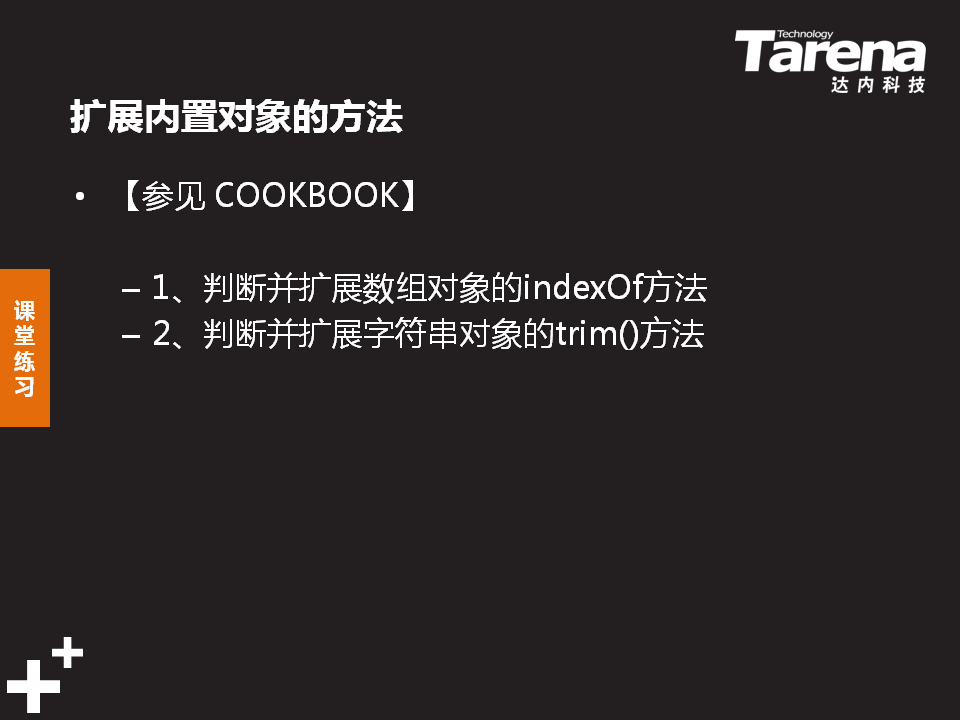 Technology
Tarena
达内科技
扩展内置对象的方法
• 【参见 COOKBOOK】
– 1、判断并扩展数组对象的indexOf方法
– 2、判断并扩展字符串对象的trim()方法
课堂练习